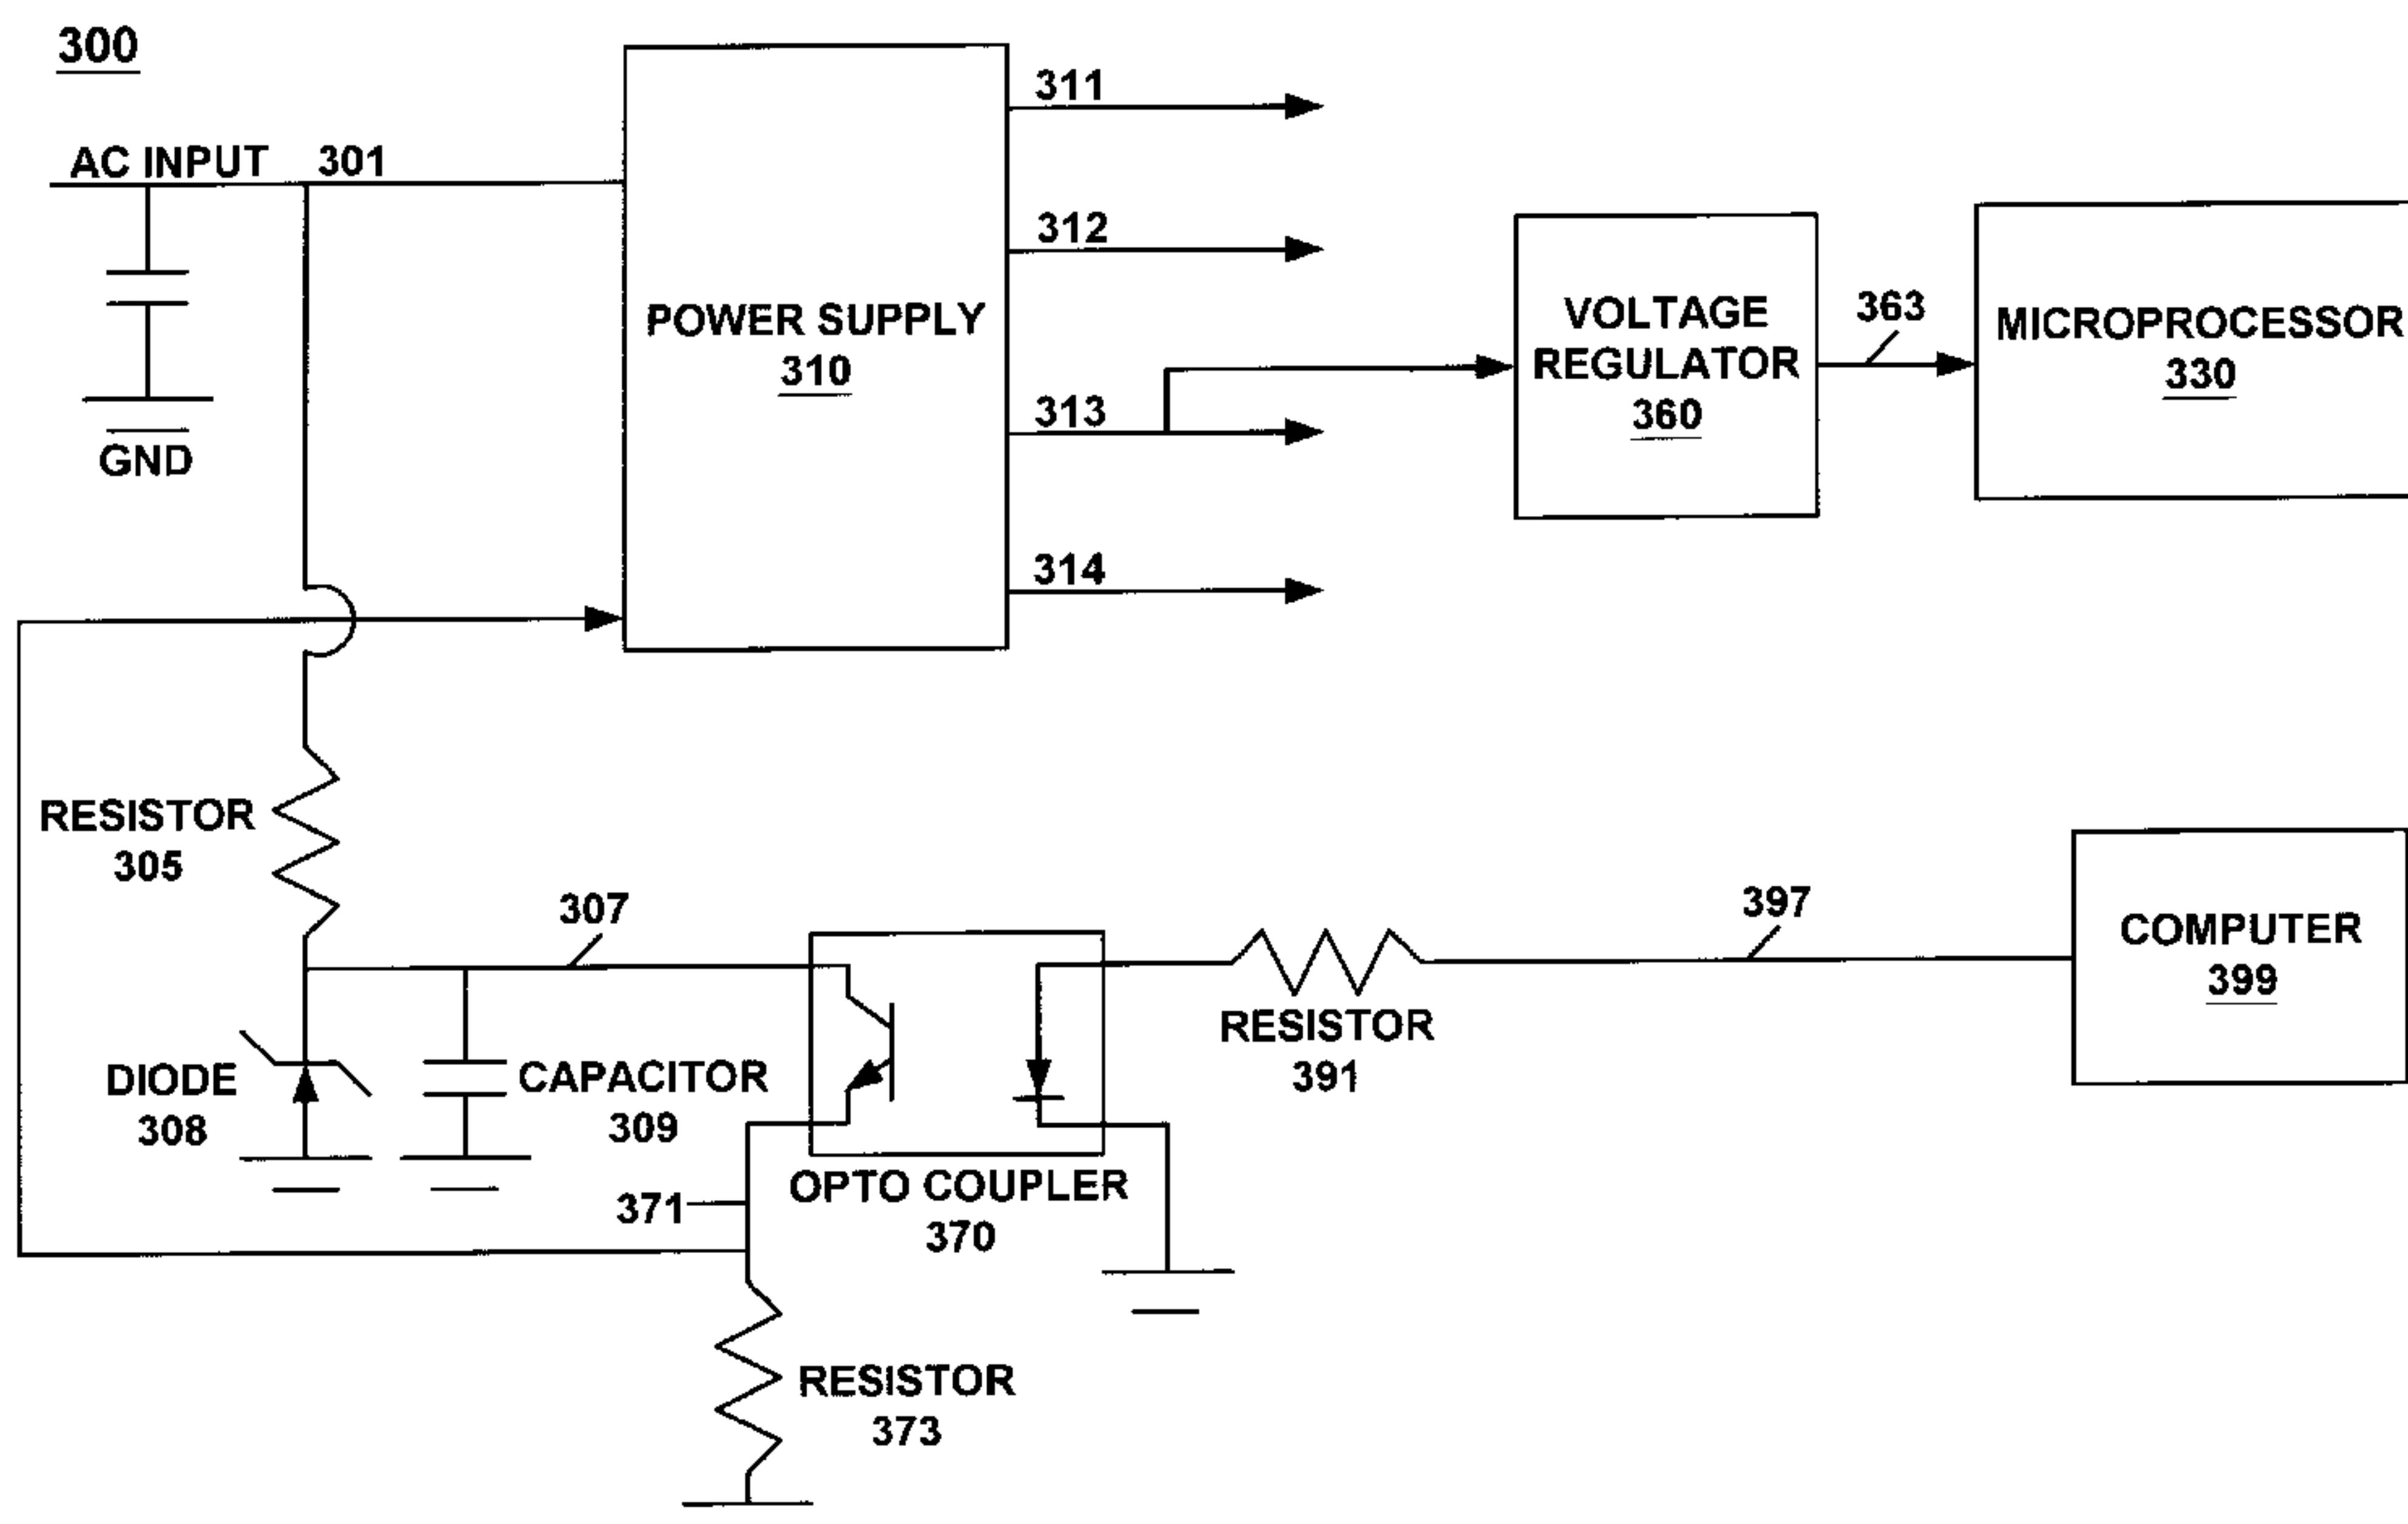 300
AC INPUT
301
GND
POWER SUPPLY
310
311
312
313
314
VOLTAGE
REGULATOR
360
363
MICROPROCESSOR
330
RESISTOR
305
307
DIODE
308
CAPACITOR
309
OPTO COUPLER
370
371
RESISTOR
373
RESISTOR
391
397
COMPUTER
399